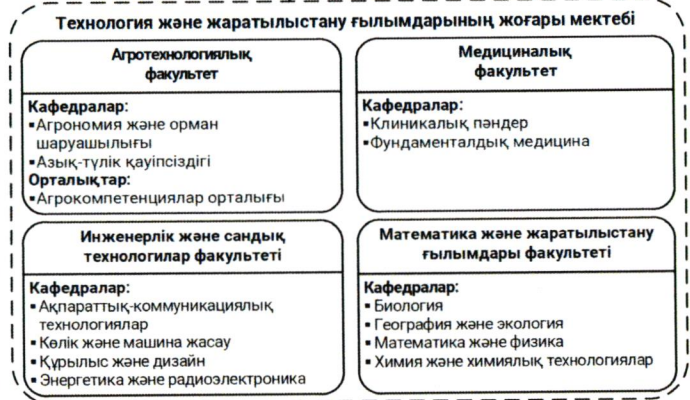 Технология және жаратылыстану ғылымдарының жоғары мектебі
Агротехнологиялық
факультет
Кафедралар:
▪Агрономия және орман
шаруашылығы
▪Азық-түлік қауіпсіздігі
Орталықтар:
▪Агрокомпетенциялар орталығы
Медициналық
факультет
Кафедралар:
▪Клиникалық пәндер
▪Фундаменталдық медицина
Инженерлік және сандық
технологилар факультеті
Кафедралар:
▪Ақпараттық-коммуникациялық
технологиялар
▪Көлік және машина жасау
▪Құрылыс және дизайн
▪Энергетика және радиоэлектроника
Математика және жаратылыстану
ғылымдары факультеті
Кафедралар:
▪Биология
▪География және экология
▪Математика және физика
▪Химия және химиялық технологиялар